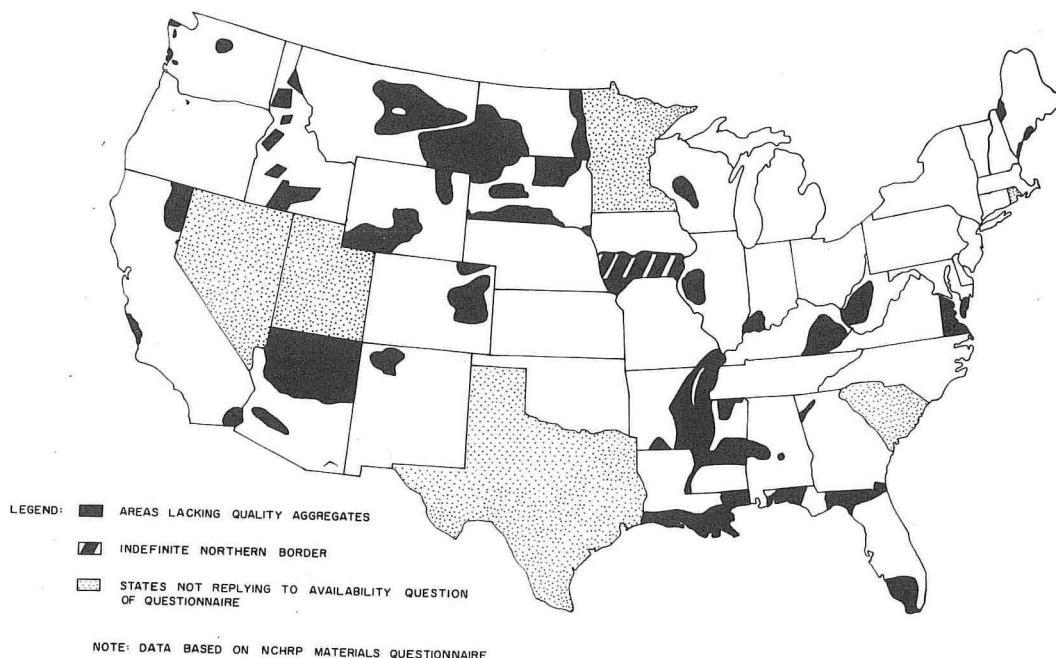 LEGEND: AREAS LACKING QUALITY AGGREGATES
INDEFINITE NORTHERN BORDER
STATES NOT REPLYING TO AVAILABILITY QUESTION
OF QUESTIONNAIRE
NOTE: DATA BASED ON NCHRP MATERIALS QUESTIONNAIRE